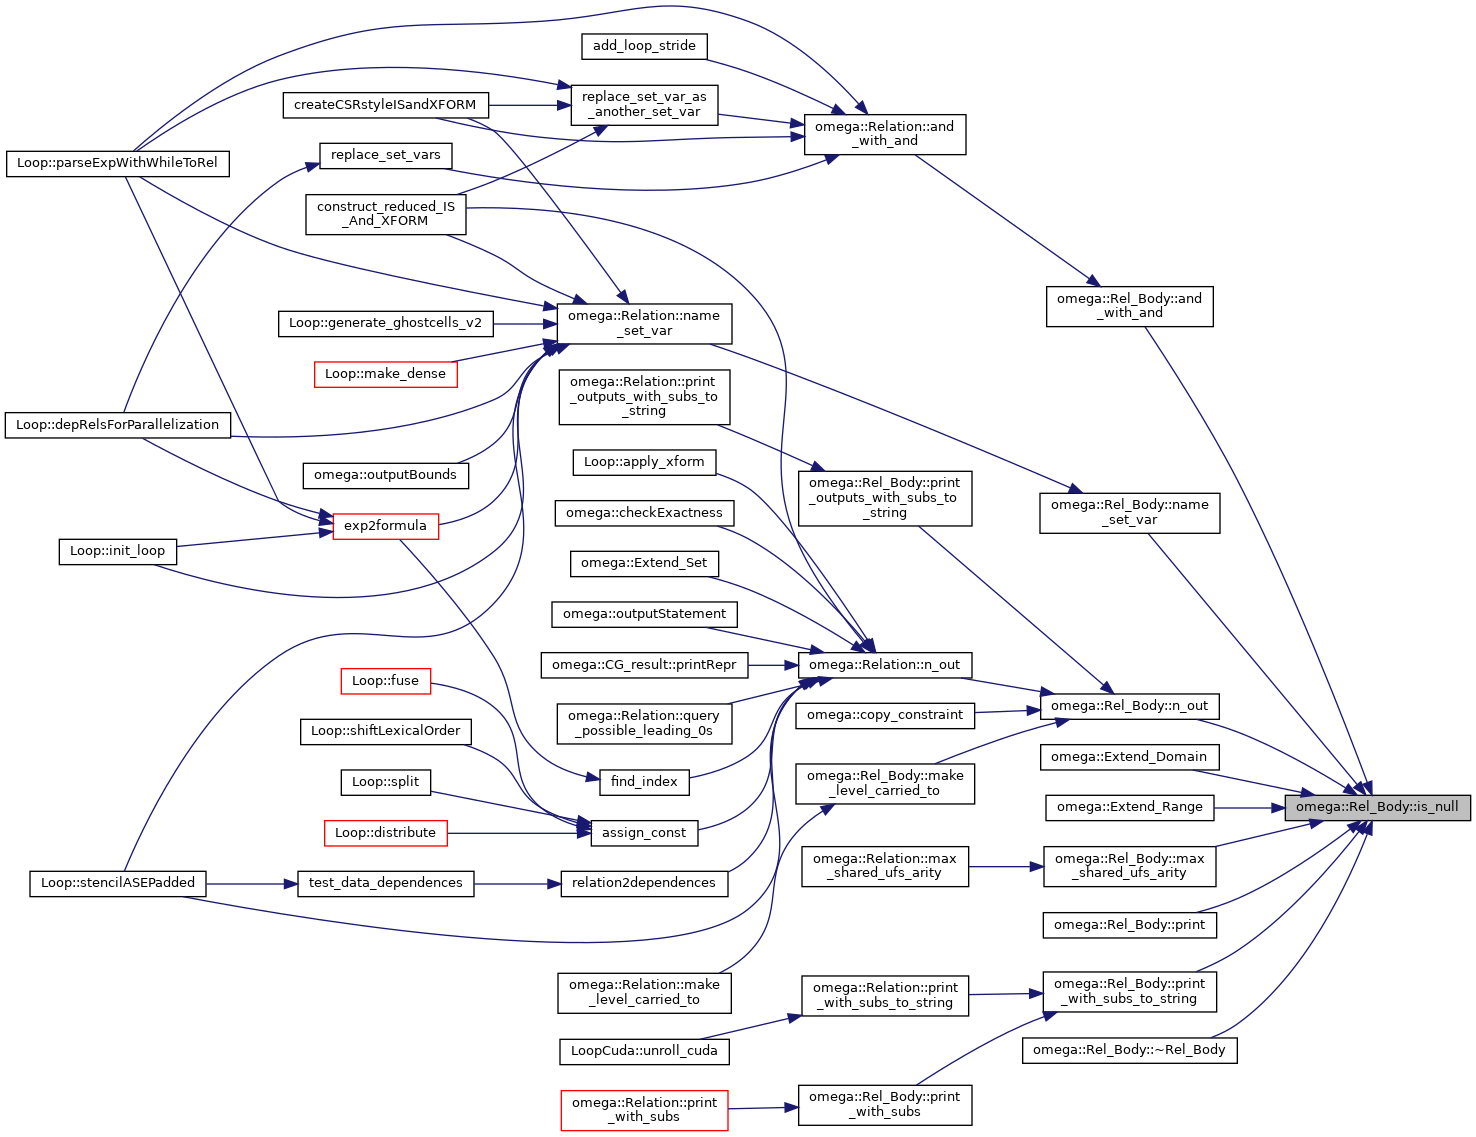 add_loop_stride
createCSRstyleISandXFORM
replace_set_var_as
_another_set_var
omega::Relation::and
_with_and
Loop::parseExpWithWhileToRel
replace_set_vars
construct_reduced_IS
_And_XFORM
omega::Rel_Body::and
_with_and
Loop::generate_ghostcells_v2
omega::Relation::name
_set_var
Loop::make_dense
omega::Relation::print
_outputs_with_subs_to
_string
Loop::depRelsForParallelization
omega::outputBounds
Loop::apply_xform
omega::Rel_Body::print
_outputs_with_subs_to
_string
omega::Rel_Body::name
_set_var
exp2formula
omega::checkExactness
Loop::init_loop
omega::Extend_Set
omega::outputStatement
omega::CG_result::printRepr
omega::Relation::n_out
Loop::fuse
omega::Relation::query
_possible_leading_0s
omega::copy_constraint
omega::Rel_Body::n_out
Loop::shiftLexicalOrder
omega::Extend_Domain
Loop::split
find_index
omega::Rel_Body::make
_level_carried_to
omega::Extend_Range
omega::Rel_Body::is_null
Loop::distribute
assign_const
omega::Relation::max
_shared_ufs_arity
omega::Rel_Body::max
_shared_ufs_arity
Loop::stencilASEPadded
test_data_dependences
relation2dependences
omega::Rel_Body::print
omega::Relation::make
_level_carried_to
omega::Relation::print
_with_subs_to_string
omega::Rel_Body::print
_with_subs_to_string
LoopCuda::unroll_cuda
omega::Rel_Body::~Rel_Body
omega::Relation::print
_with_subs
omega::Rel_Body::print
_with_subs